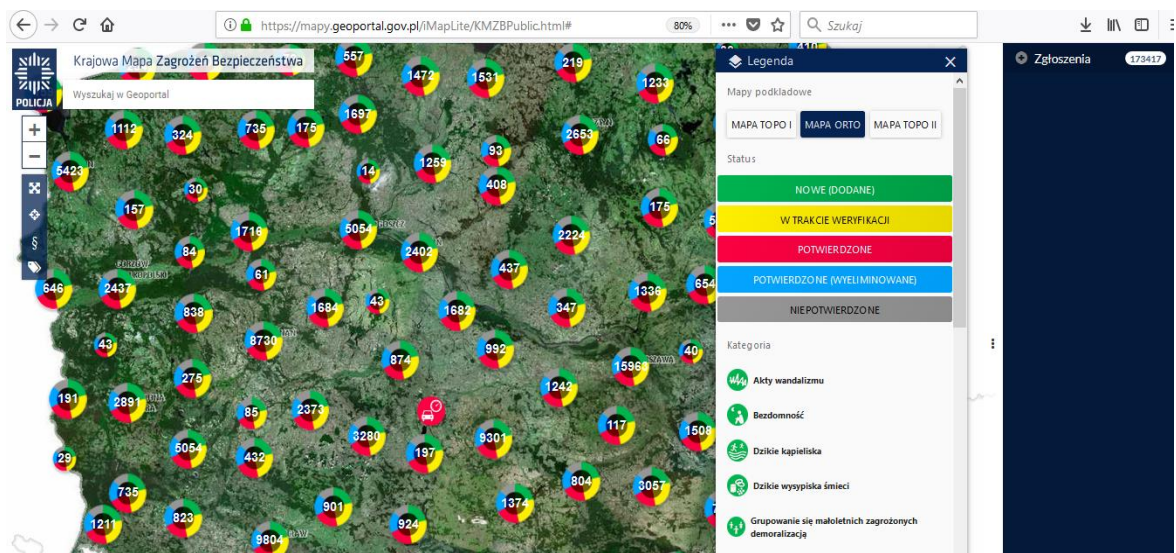 https://mapy.geoportal.gov.pl/iMapLite/KMZBPublic.html#
80%
Szukaj
POLICJA
Krajowa Mapa Zagrożeń Bezpieczeństwa
Wyszukaj w Geoportal
+
−
§
557
1472
1531
219
1233
410
1697
1112
324
735
175
2653
66
93
1259
5423
14
408
30
157
175
1716
5054
2224
84
2402
61
437
646
2437
1336
654
838
1684
43
1682
347
43
8730
992
874
1596
40
275
1242
191
2891
85
2373
117
3280
9301
1508
5054
432
197
29
804
3057
735
901
1374
1211
823
924
9804
Legenda
Mapy podkładowe
MAPA TOPO I
MAPA ORTO
MAPA TOPO II
Status
NOWE (DODANE)
W TRAKCIE WERYFIKACJI
POTWIERDZONE
POTWIERDZONE (WYELIMINOWANE)
NIEPOTWIERDZONE
Kategoria
Akty wandalizmu
Bezdomność
Dzikie kąpieliska
Dzikie wysypiska śmieci
Grupowanie się małoletnich zagrożonych
demoralizacją
Zgłoszenia
173417